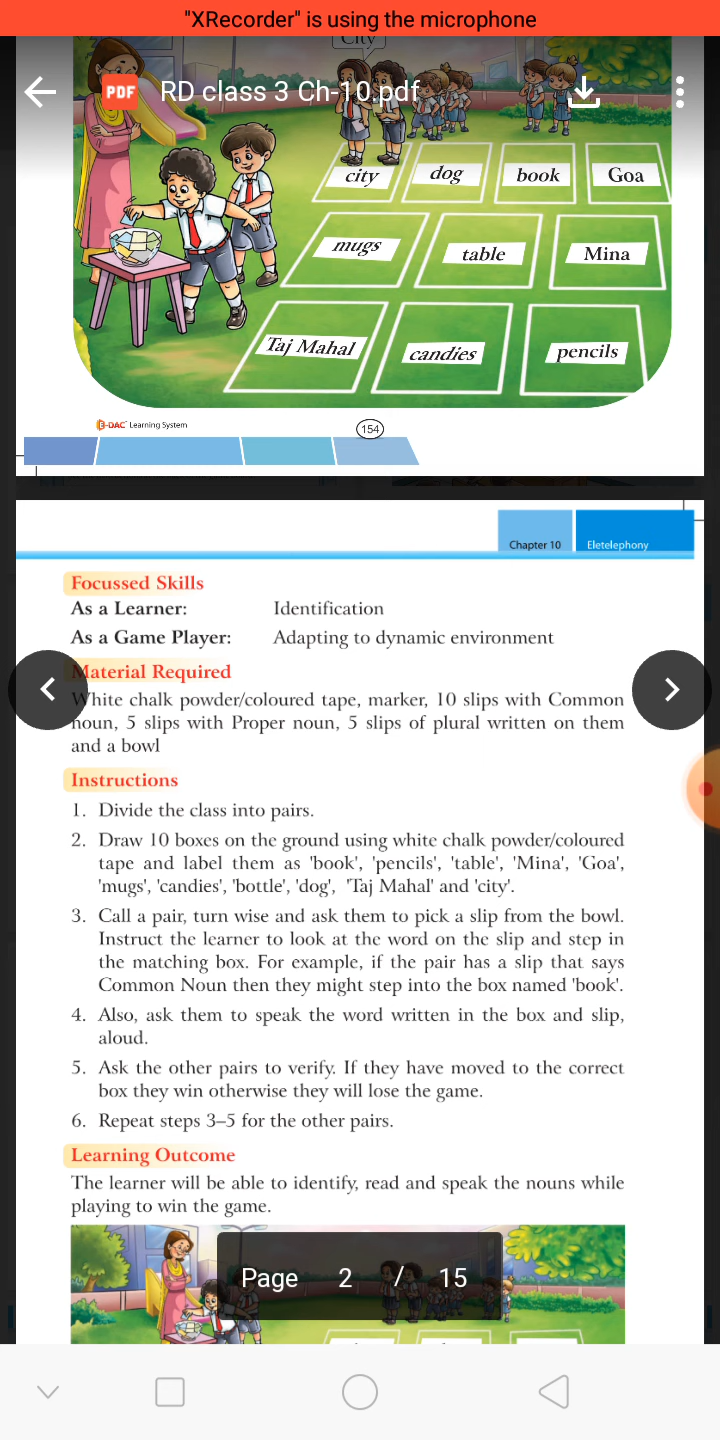 "XRecorder" is using the microphone
City
PDF RD class 3 Ch-10.pdf
city dog book Goa
mugs table Mina
Taj Mahal candies pencils
E-DAC Learning System
154
Chapter 10 Eletelephony
Focussed Skills
As a Learner: Identification
As a Game Player: Adapting to dynamic environment
Material Required
White chalk powder/coloured tape, marker, 10 slips with Common
noun, 5 slips with Proper noun, 5 slips of plural written on them
and a bowl
Instructions
1. Divide the class into pairs.
2. Draw 10 boxes on the ground using white chalk powder/coloured
tape and label them as 'book', 'pencils', 'table', 'Mina', 'Goa',
'mugs', 'candies', 'bottle', 'dog', 'Taj Mahal' and 'city'.
3. Call a pair, turn wise and ask them to pick a slip from the bowl.
Instruct the learner to look at the word on the slip and step in
the matching box. For example, if the pair has a slip that says
Common Noun then they might step into the box named 'book'.
4. Also, ask them to speak the word written in the box and slip,
aloud.
5. Ask the other pairs to verify. If they have moved to the correct
box they win otherwise they will lose the game.
6. Repeat steps 3–5 for the other pairs.
Learning Outcome
The learner will be able to identify, read and speak the nouns while
playing to win the game.
Page 2 / 15